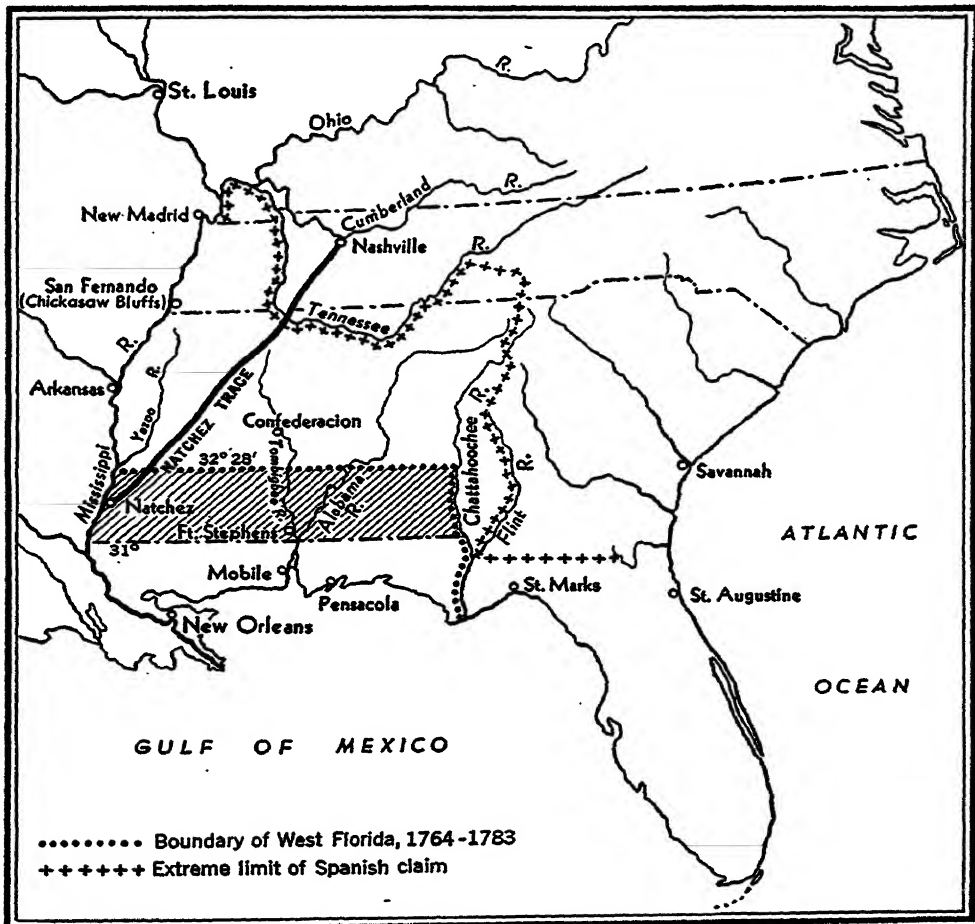 R.
St. Louis
Ohio
Cumberland R.
New Madrid
Nashville
R.
San Fernando
(Chickasaw Bluffs)
Tennessee
R.
Arkansas
Yazoo R.
NATCHEZ TRACE
R.
Confederacion
Chattahoochee
32° 28'
Tombigbee R.
Alabama
R.
R.
Savannah
Mississippi
Natchez
Flint
Ft. Stephens
ATLANTIC
31°
Mobile
St. Marks
Pensacola
St. Augustine
New Orleans
OCEAN
GULF OF MEXICO
Boundary of West Florida, 1764-1783
Extreme limit of Spanish claim